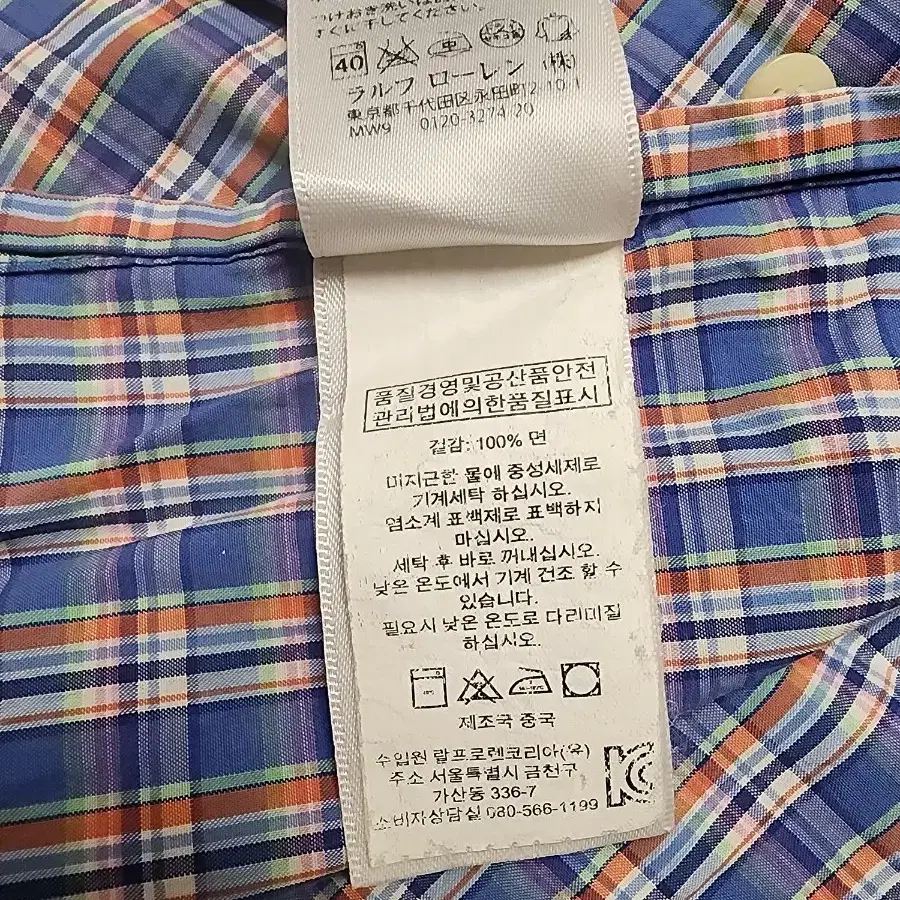 つけおき洗いは
ぐに干してください。
40 中
ラルフ ローレン (株)
東京都千代田区永田町2-10-1
MW9 0120-3274-20
품질경영및공산품안전
관리법에의한품질표시
겉감: 100% 면
미지근한 물에 중성세제로
기계세탁 하십시오.
염소계 표백제로 표백하지
마십시오.
세탁 후 바로 꺼내십시오.
낮은 온도에서 기계 건조 할 수
있습니다.
필요시 낮은 온도로 다리미질
하십시오.
제조국 중국
수입원 랄프로렌코리아(유)
주소 서울특별시 금천구
가산동 336-7
소비자상담실 080-566-1199